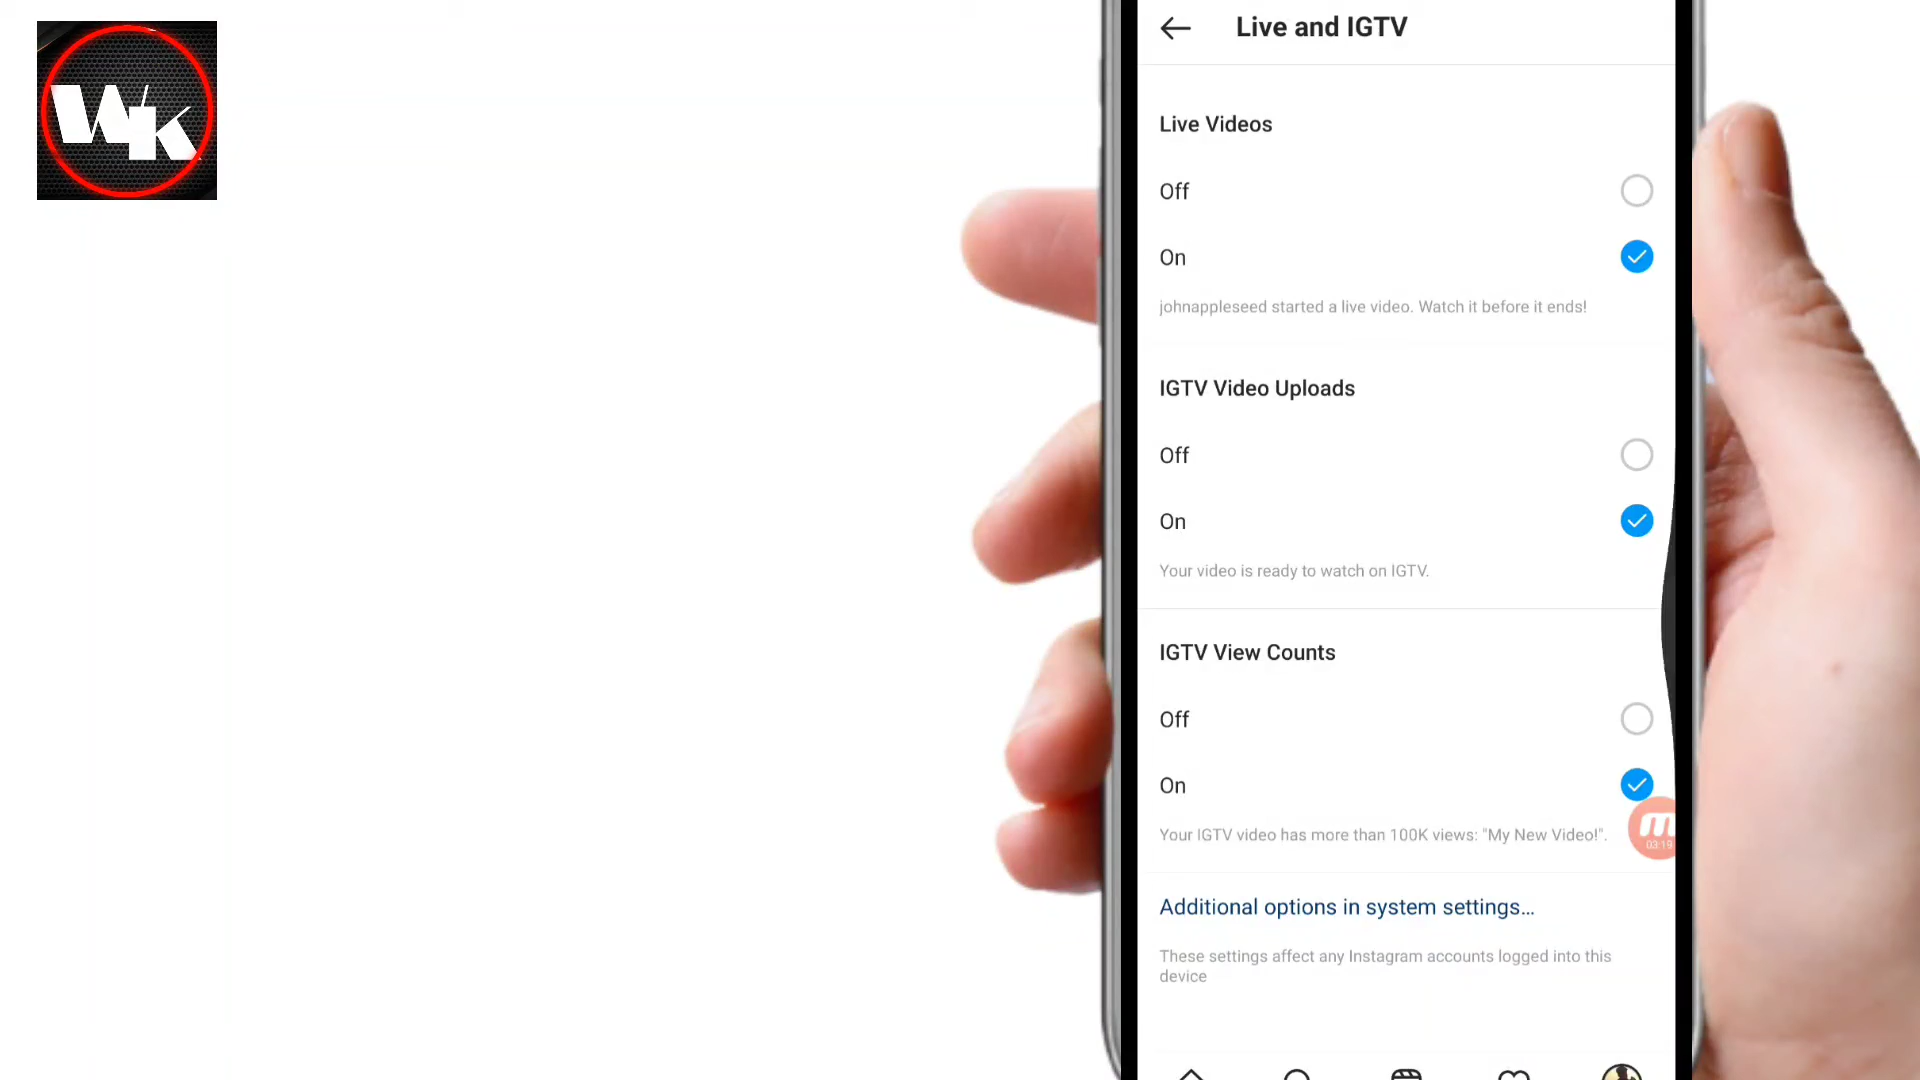 WK
Live and IGTV
Live Videos
Off
On
johnappleseed started a live video. Watch it before it ends!
IGTV Video Uploads
Off
On
Your video is ready to watch on IGTV.
IGTV View Counts
Off
On
Your IGTV video has more than 100K views: "My New Video!".
03:19
Additional options in system settings...
These settings affect any Instagram accounts logged into this
device